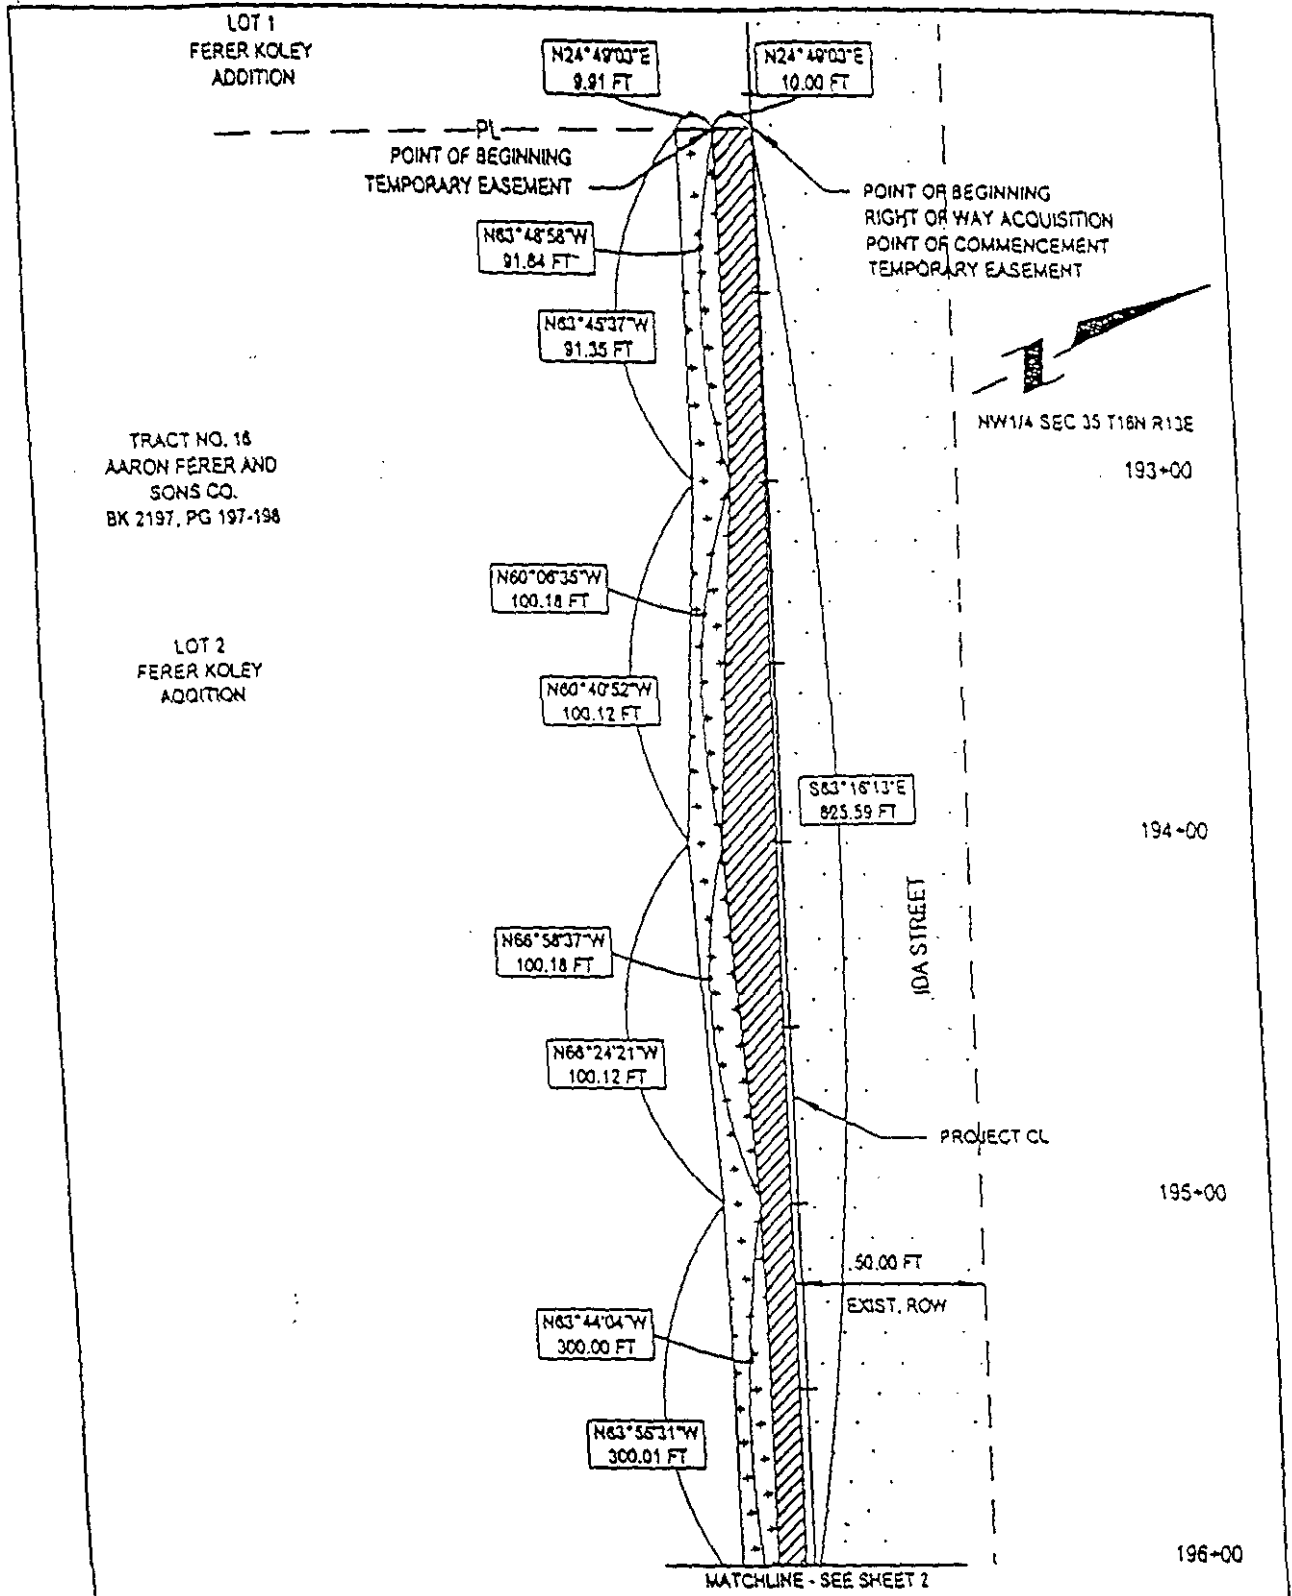 LOT 1
FERER KOLEY
ADDITION
N24°49'03"E
9.91 FT
N24°49'03"E
10.00 FT
PL
POINT OF BEGINNING
TEMPORARY EASEMENT
POINT OF BEGINNING
RIGHT OF WAY ACQUISITION
POINT OF COMMENCEMENT
TEMPORARY EASEMENT
N63°48'58"W
91.84 FT
N63°45'37"W
91.35 FT
NW1/4 SEC 35 T16N R13E
193+00
TRACT NO. 16
AARON FERER AND
SONS CO.
BK 2197, PG 197-198
N60°06'35"W
100.18 FT
LOT 2
FERER KOLEY
ADDITION
N60°40'52"W
100.12 FT
S63°16'13"E
825.59 FT
194+00
IDA STREET
N66°58'37"W
100.18 FT
N66°24'21"W
100.12 FT
PROJECT CL
195+00
50.00 FT
EXIST. ROW
N63°44'04"W
300.00 FT
N63°55'31"W
300.01 FT
196+00
MATCHLINE - SEE SHEET 2